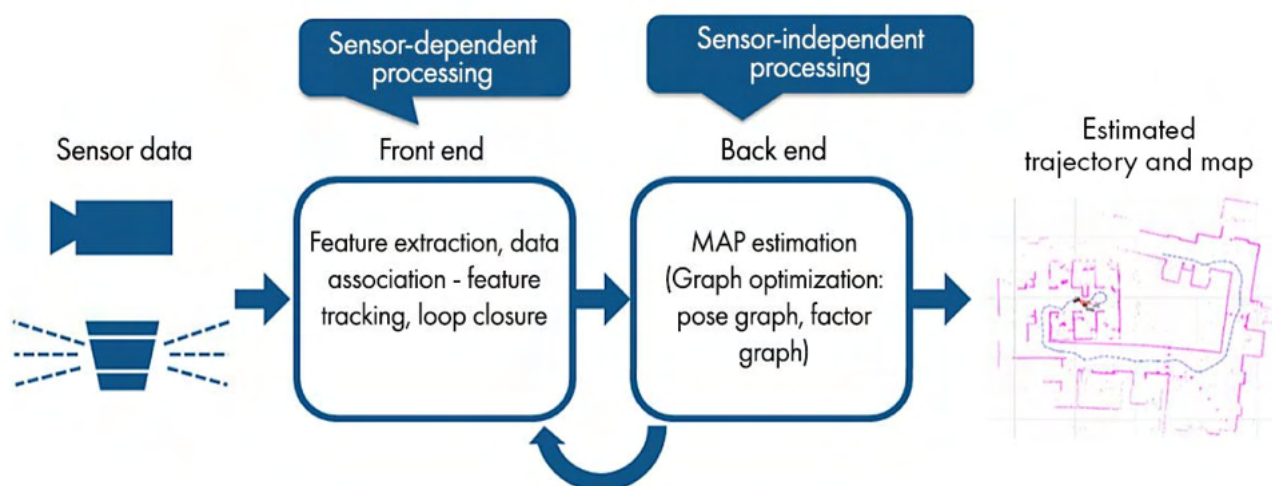 Sensor-dependent
processing
Sensor-independent
processing
Sensor data
Front end
Back end
Estimated
trajectory and map
Feature extraction, data
association - feature
tracking, loop closure
MAP estimation
(Graph optimization:
pose graph, factor
graph)